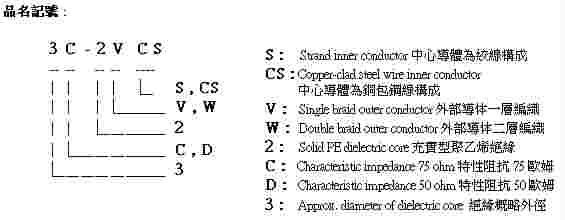 品名記號：
3 C - 2 V C S
S , CS
V , W
2
C , D
3
S： Strand inner conductor 中心導體為絞線構成
CS：Copper-clad steel wire inner conductor
中心導體為銅包鋼線構成
V： Single braid outer conductor 外部導体一層編織
W： Double braid outer conductor 外部導体二層編織
2： Solid PE dielectric core 充實型聚乙烯絕緣
C： Characteristic impedance 75 ohm 特性阻抗 75 歐姆
D： Characteristic impedance 50 ohm 特性阻抗 50 歐姆
3： Approx. diameter of dielectric core 絕緣概略外徑